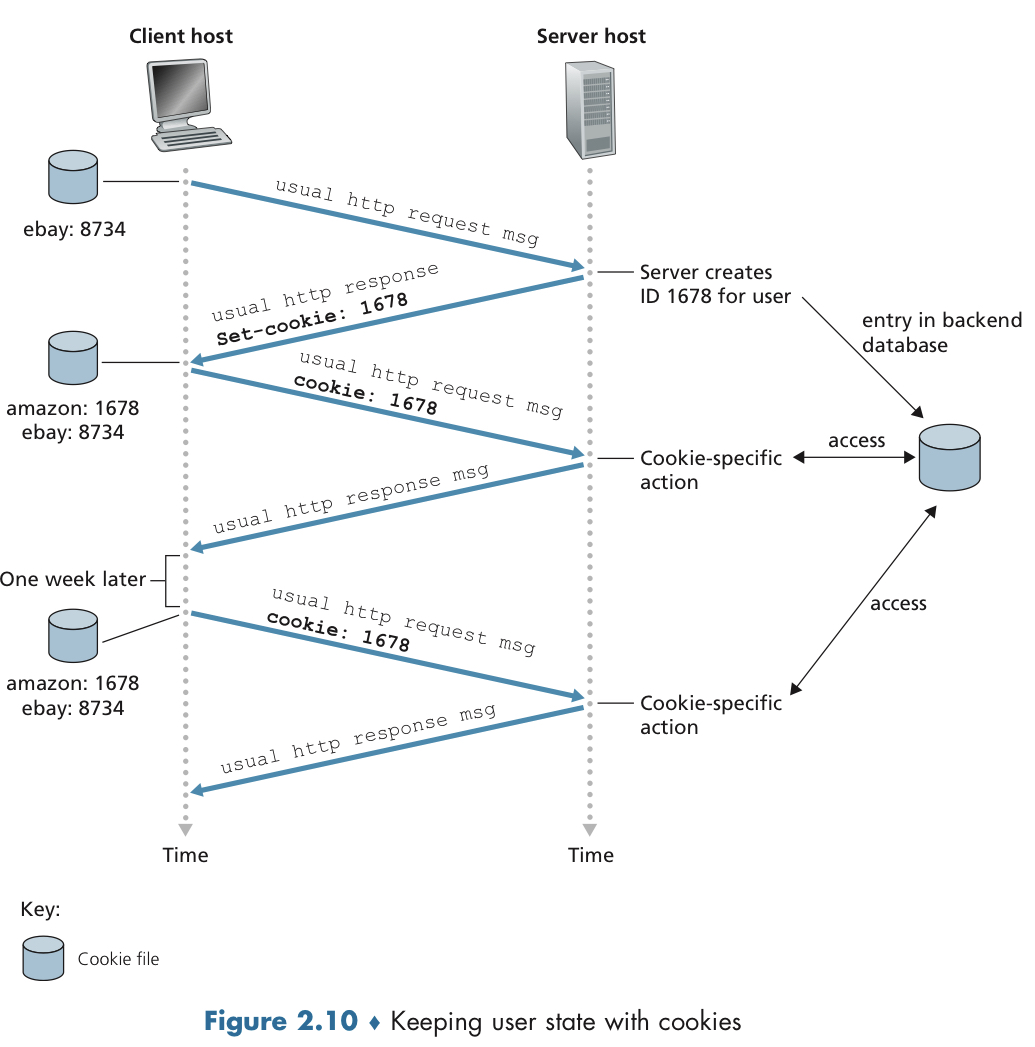 Client host
Server host
usual http request msg
ebay: 8734
Server creates
ID 1678 for user
usual http response
Set-cookie: 1678
entry in backend
database
usual http request msg
cookie: 1678
amazon: 1678
ebay: 8734
access
Cookie-specific
action
usual http response msg
One week later
usual http request msg
cookie: 1678
access
amazon: 1678
ebay: 8734
Cookie-specific
action
usual http response msg
Time
Time
Key:
Cookie file
Figure 2.10 ♦ Keeping user state with cookies